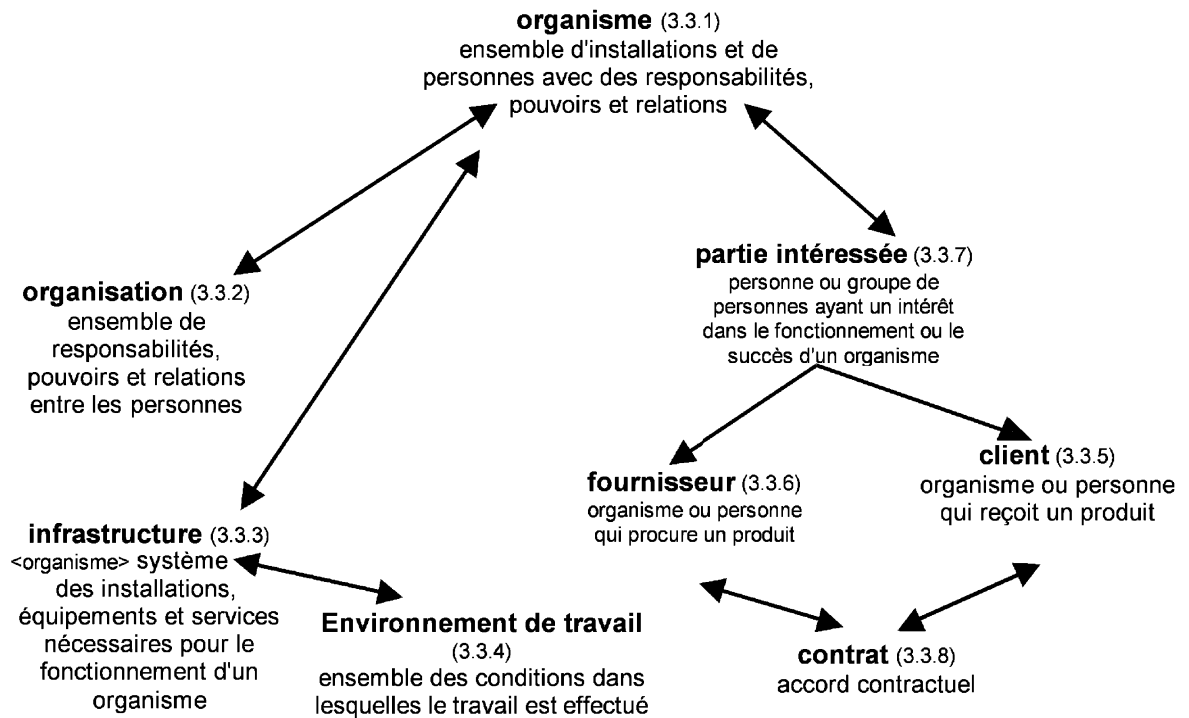 organisme (3.3.1)
ensemble d'installations et de
personnes avec des responsabilités,
pouvoirs et relations
organisation (3.3.2)
ensemble de
responsabilités,
pouvoirs et relations
entre les personnes
partie intéressée (3.3.7)
personne ou groupe de
personnes ayant un intérêt
dans le fonctionnement ou le
succès d'un organisme
fournisseur (3.3.6)
organisme ou personne
qui procure un produit
client (3.3.5)
organisme ou personne
qui reçoit un produit
infrastructure (3.3.3)
<organisme> système
des installations,
équipements et services
nécessaires pour le
fonctionnement d'un
organisme
Environnement de travail
(3.3.4)
ensemble des conditions dans
lesquelles le travail est effectué
contrat (3.3.8)
accord contractuel